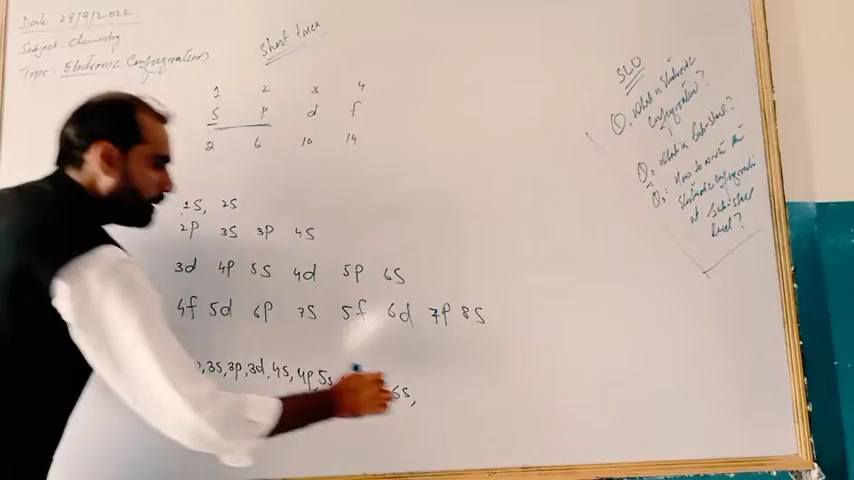 Date 28/9/2022
Subject: Chemistry
Topic: Electronic Configuration
Short trick
1 2 3 4
S P d f
2 6 10 14
1S, 2S
2P 3S 3P 4S
3d 4P 5S 4d 5P 6S
4f 5d 6P 7S 5f 6d 7P 8S
,3s,3p,3d,4s,4p,5s
6s,
SLO
Q1 What is electronic
configuration?
Q2 What is Sub-shell?
Q3: How to write the
electronic configuration
at Sub-shell
level?